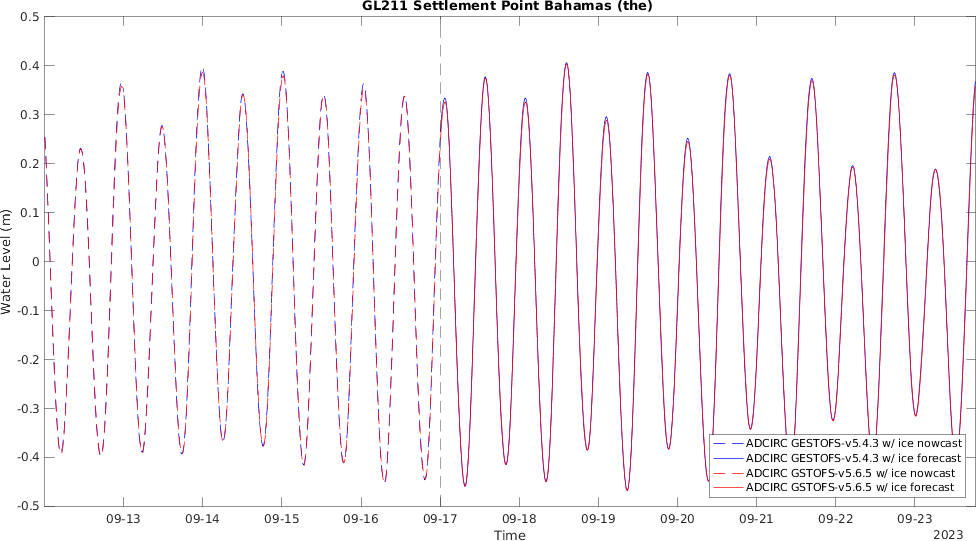 GL211 Settlement Point Bahamas (the)
Water Level (m)
0.5
0.4
0.3
0.2
0.1
0
-0.1
-0.2
-0.3
-0.4
-0.5
ADCIRC GESTOFS-v5.4.3 w/ ice nowcast
ADCIRC GESTOFS-v5.4.3 w/ ice forecast
ADCIRC GSTOFS-v5.6.5 w/ ice nowcast
ADCIRC GSTOFS-v5.6.5 w/ ice forecast
09-13 09-14 09-15 09-16 09-17 09-18 09-19 09-20 09-21 09-22 09-23
Time
2023